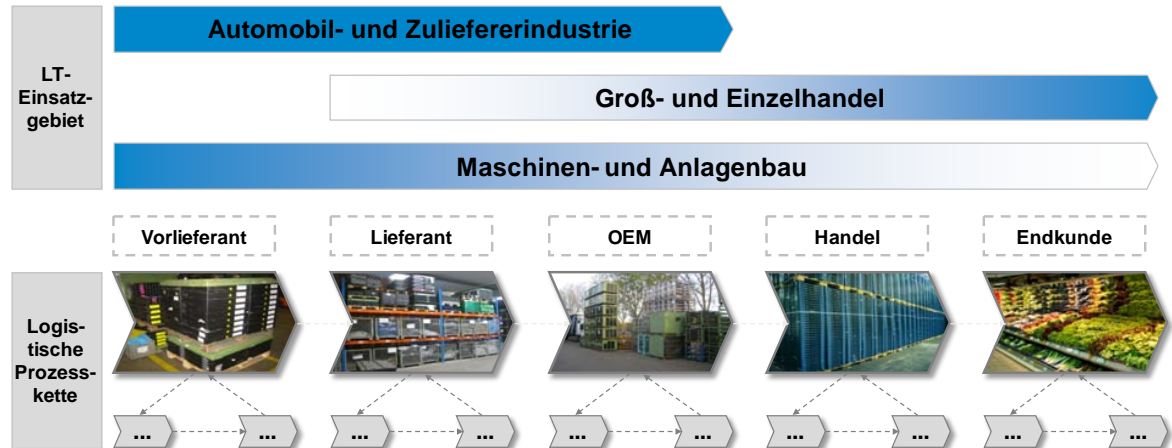 LT-
Einsatz-
gebiet
Automobil- und Zuliefererindustrie
Groß- und Einzelhandel
Maschinen- und Anlagenbau
Vorlieferant
Lieferant
OEM
Handel
Endkunde
Logis-
tische
Prozess-
kette
... ... ... ... ... ... ... ... ... ...